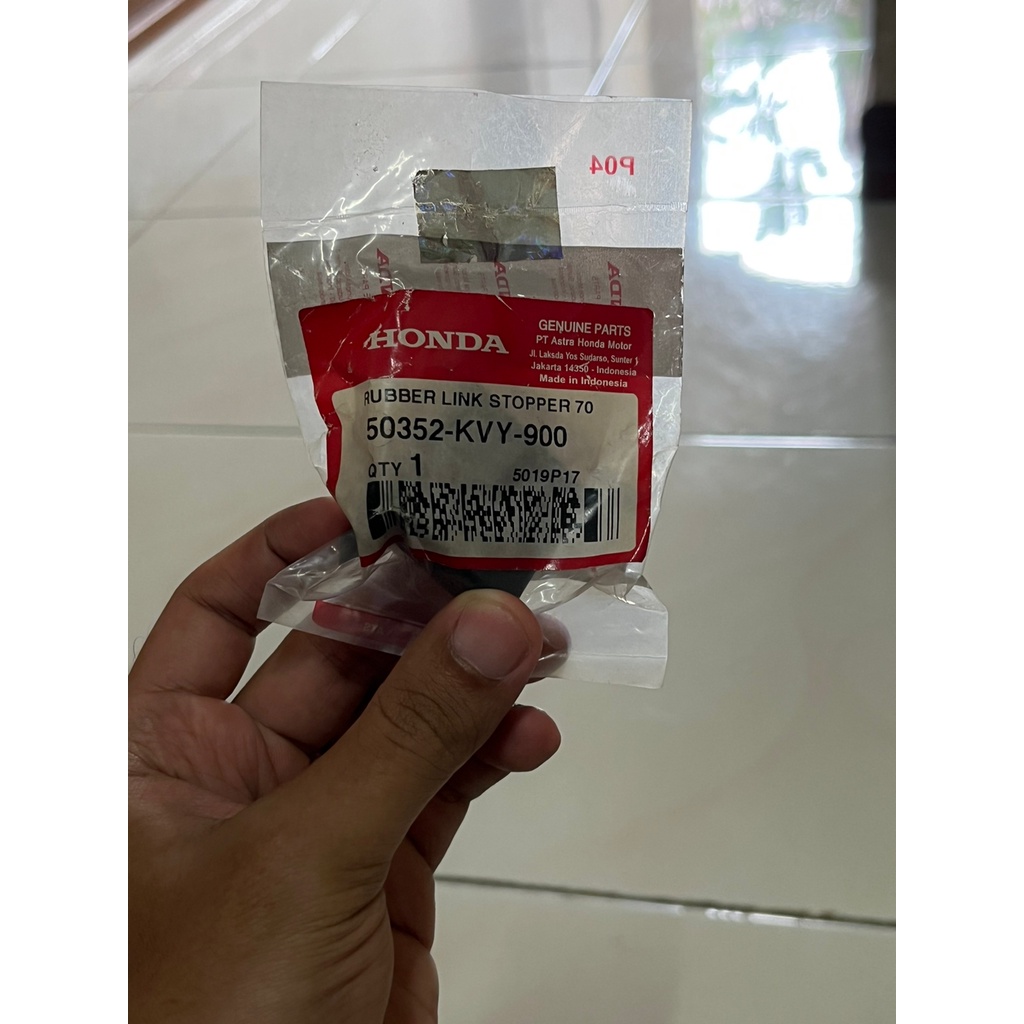 P04
HONDA
GENUINE PARTS
PT Astra Honda Motor
Jl. Laksda Yos Sudarso, Sunter 1
Jakarta 14350 - Indonesia
Made in Indonesia
RUBBER LINK STOPPER 70
50352-KVY-900
QTY 1
5019P17